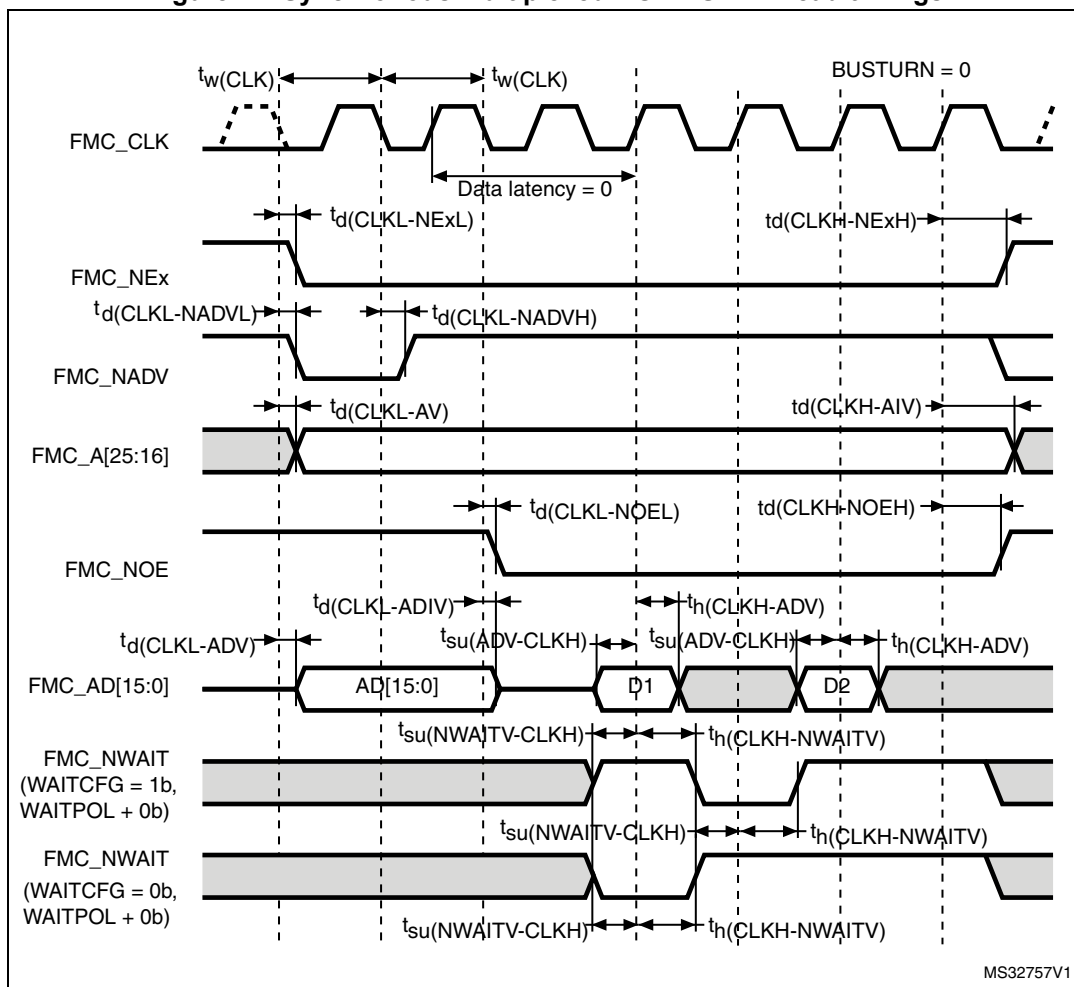 BUSTURN = 0
tw(CLK)
tw(CLK)
FMC_CLK
Data latency = 0
td(CLKL-NExL)
td(CLKH-NExH)
FMC_NEx
td(CLKL-NADVL)
td(CLKL-NADVH)
FMC_NADV
td(CLKL-AV)
td(CLKH-AIV)
FMC_A[25:16]
td(CLKL-NOEL)
td(CLKH-NOEH)
FMC_NOE
td(CLKL-ADIV)
th(CLKH-ADV)
td(CLKL-ADV)
tsu(ADV-CLKH)
tsu(ADV-CLKH)
th(CLKH-ADV)
FMC_AD[15:0]
AD[15:0]
D1
D2
tsu(NWAITV-CLKH)
th(CLKH-NWAITV)
FMC_NWAIT
(WAITCFG = 1b,
WAITPOL + 0b)
tsu(NWAITV-CLKH)
th(CLKH-NWAITV)
FMC_NWAIT
(WAITCFG = 0b,
WAITPOL + 0b)
tsu(NWAITV-CLKH)
th(CLKH-NWAITV)
MS32757V1